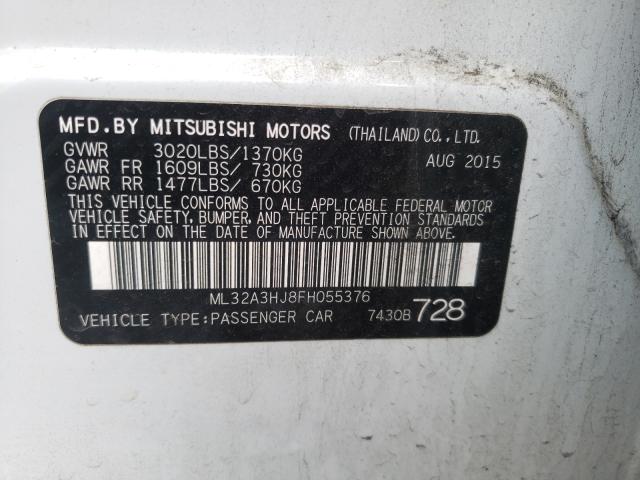 MFD.BY MITSUBISHI MOTORS (THAILAND) CO., LTD.
GVWR 3020LBS/1370KG AUG 2015
GAWR FR 1609LBS/ 730KG
GAWR RR 1477LBS/ 670KG
THIS VEHICLE CONFORMS TO ALL APPLICABLE FEDERAL MOTOR
VEHICLE SAFETY, BUMPER, AND THEFT PREVENTION STANDARDS
IN EFFECT ON THE DATE OF MANUFACTURE SHOWN ABOVE.
ML32A3HJ8FH055376
VEHICLE TYPE:PASSENGER CAR 7430B 728